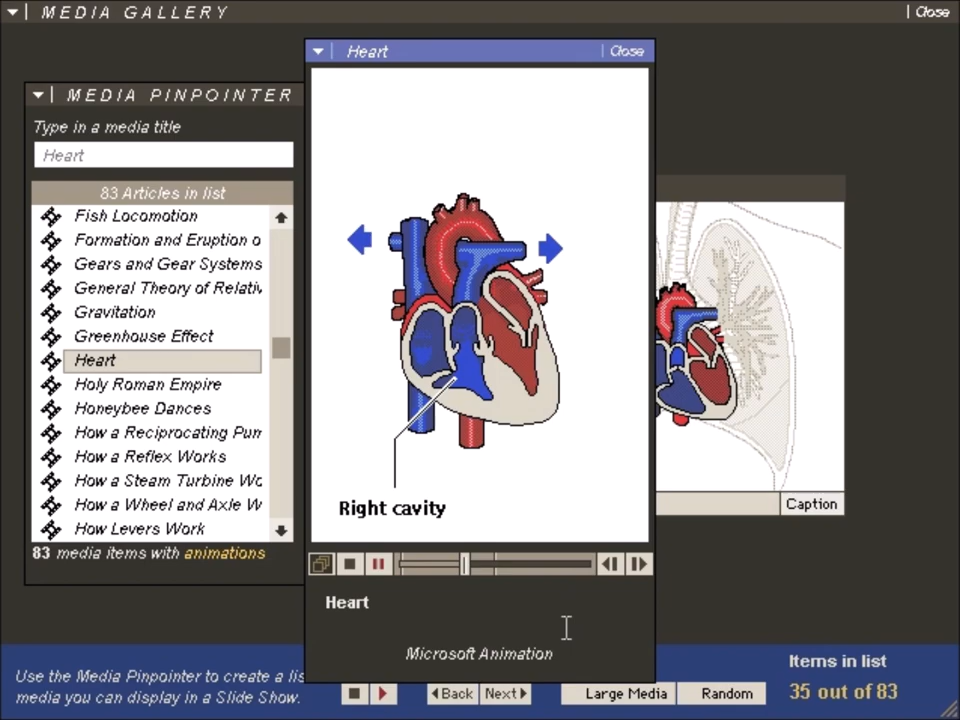 MEDIA GALLERY
Close
Heart
Close
MEDIA PINPOINTER
Type in a media title
Heart
83 Articles in list
Fish Locomotion
Formation and Eruption o
Gears and Gear Systems
General Theory of Relativ
Gravitation
Greenhouse Effect
Heart
Holy Roman Empire
Honeybee Dances
How a Reciprocating Pum
How a Reflex Works
How a Steam Turbine Wo
How a Wheel and Axle W
How Levers Work
83 media items with animations
Right cavity
Caption
Heart
Microsoft Animation
Use the Media Pinpointer to create a lis
media you can display in a Slide Show.
Back
Next
Large Media
Random
Items in list
35 out of 83